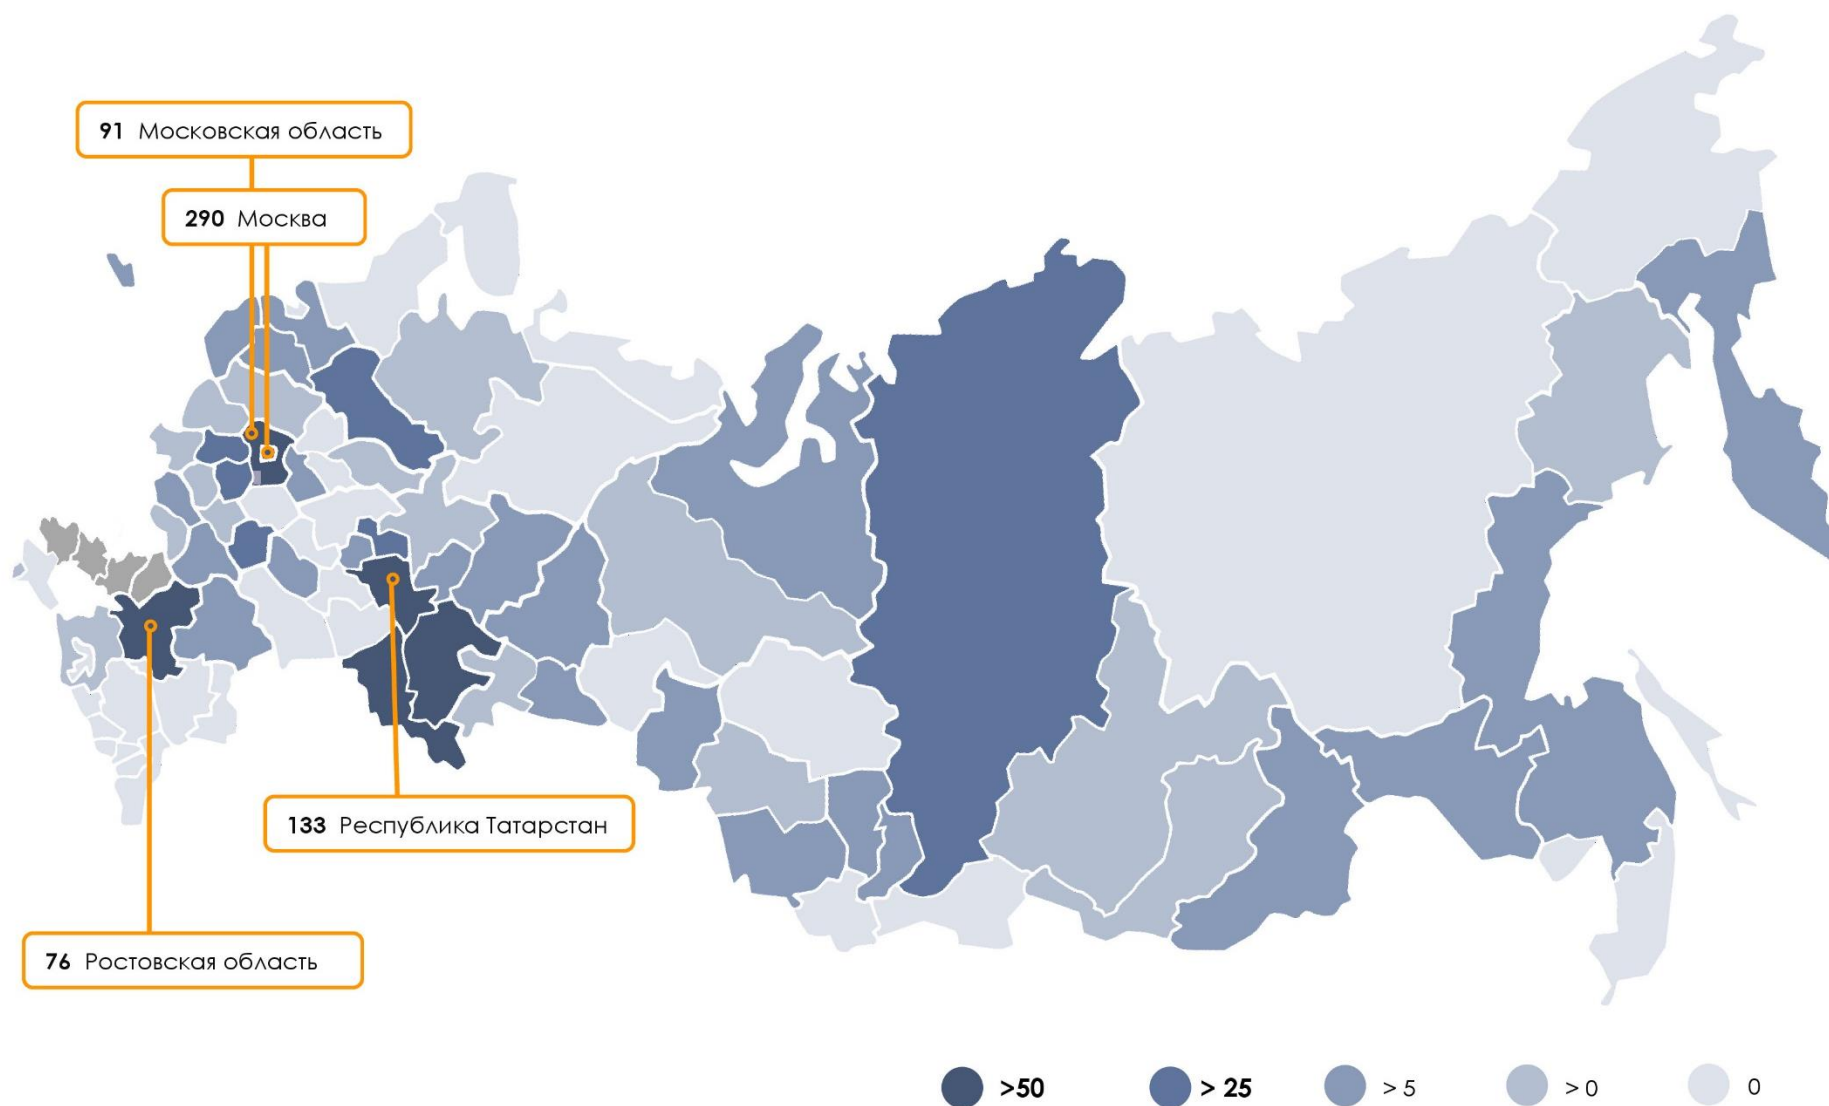 91 Московская область
290 Москва
133 Республика Татарстан
76 Ростовская область
>50
> 25
> 5
> 0
0